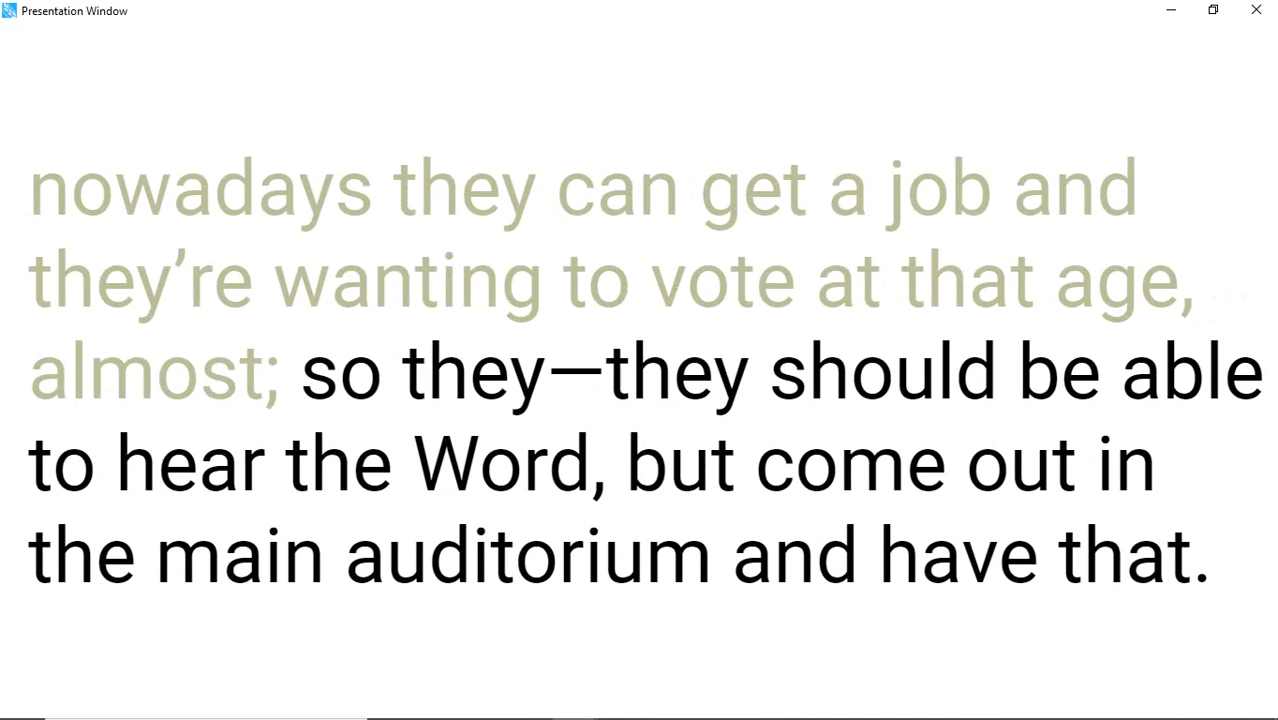 Presentation Window
nowadays they can get a job and
they’re wanting to vote at that age,
almost; so they—they should be able
to hear the Word, but come out in
the main auditorium and have that.